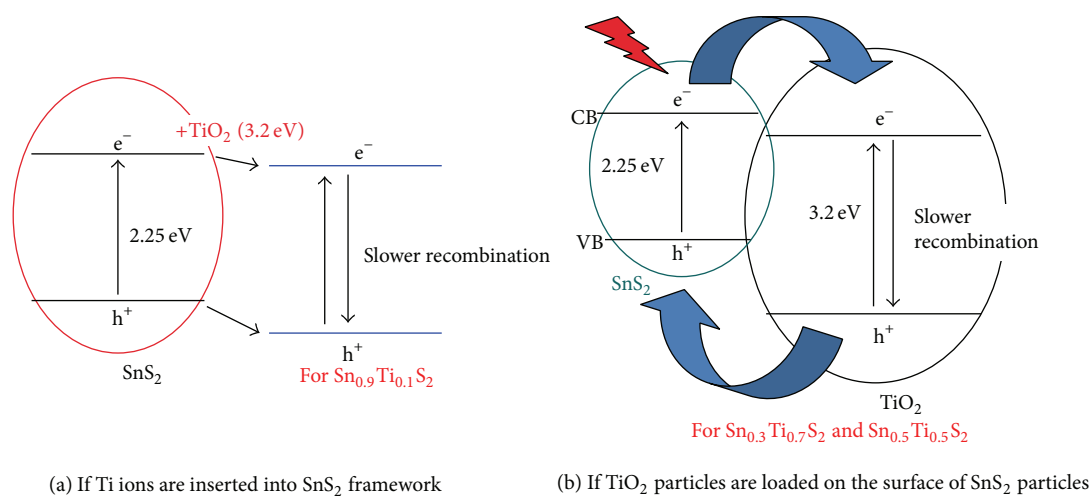 +TiO₂ (3.2 eV)
e⁻
e⁻
2.25 eV
Slower recombination
h⁺
h⁺
SnS₂
For Sn₀.₉Ti₀.₁S₂
(a) If Ti ions are inserted into SnS₂ framework
e⁻
CB
e⁻
2.25 eV
3.2 eV
Slower
recombination
VB
h⁺
SnS₂
h⁺
TiO₂
For Sn₀.₃Ti₀.₇S₂ and Sn₀.₅Ti₀.₅S₂
(b) If TiO₂ particles are loaded on the surface of SnS₂ particles